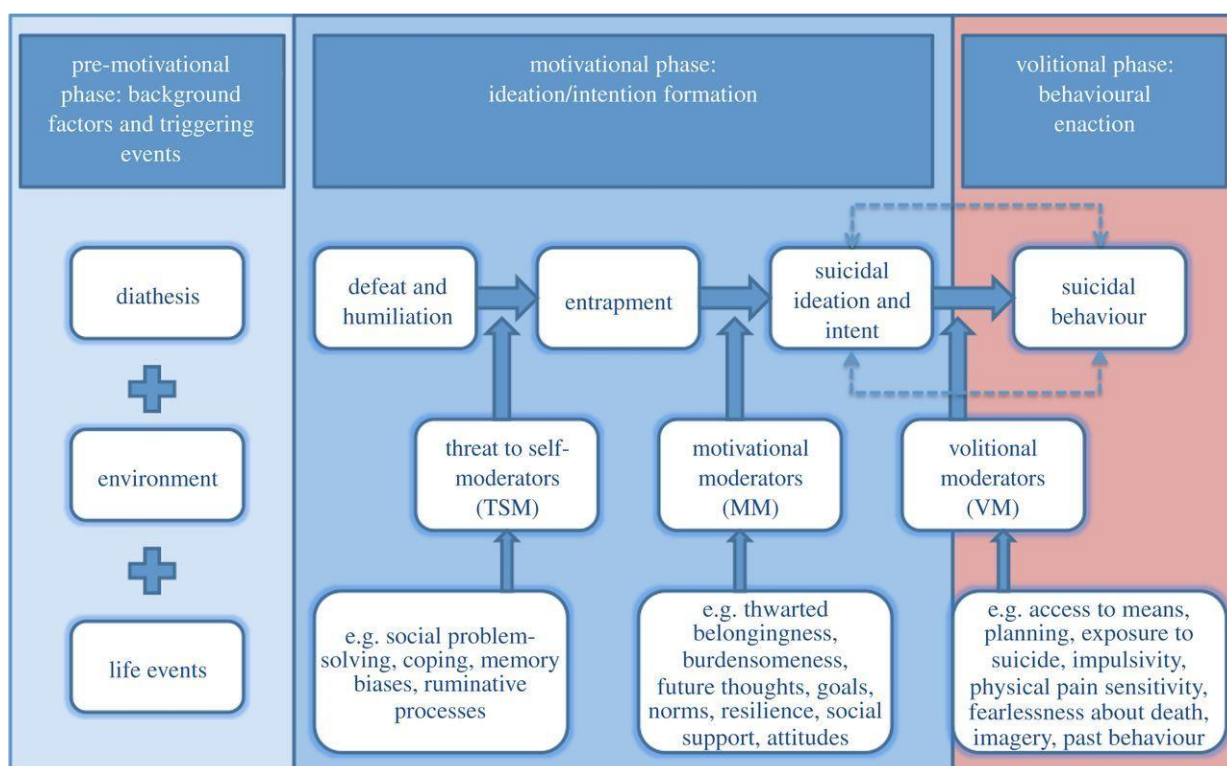 pre-motivational
phase: background
factors and triggering
events
motivational phase:
ideation/intention formation
volitional phase:
behavioural
enaction
diathesis
environment
life events
defeat and
humiliation
entrapment
suicidal
ideation and
intent
suicidal
behaviour
threat to self-
moderators
(TSM)
motivational
moderators
(MM)
volitional
moderators
(VM)
e.g. social problem-
solving, coping, memory
biases, ruminative
processes
e.g. thwarted
belongingness,
burdensomeness,
future thoughts, goals,
norms, resilience, social
support, attitudes
e.g. access to means,
planning, exposure to
suicide, impulsivity,
physical pain sensitivity,
fearlessness about death,
imagery, past behaviour